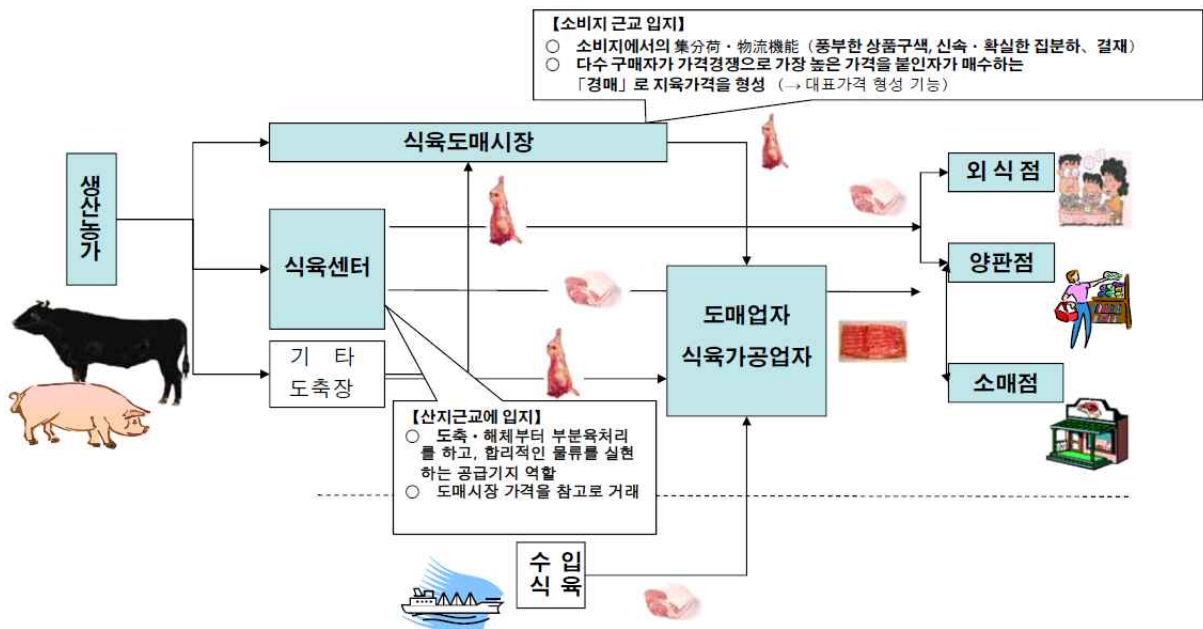 【소비지 근교 입지】
○ 소비지에서의 集分荷・物流機能 (풍부한 상품구색, 신속・확실한 집분하、결재)
○ 다수 구매자가 가격경쟁으로 가장 높은 가격을 붙인자가 매수하는
「경매」로 지육가격을 형성 (→ 대표가격 형성 기능)
식육도매시장
생산농가
외 식 점
식육센터
양판점
도매업자
식육가공업자
기 타
도축장
소매점
【산지근교에 입지】
○ 도축・해체부터 부분육처리
를 하고, 합리적인 물류를 실현
하는 공급기지 역할
○ 도매시장 가격을 참고로 거래
수 입
식 육